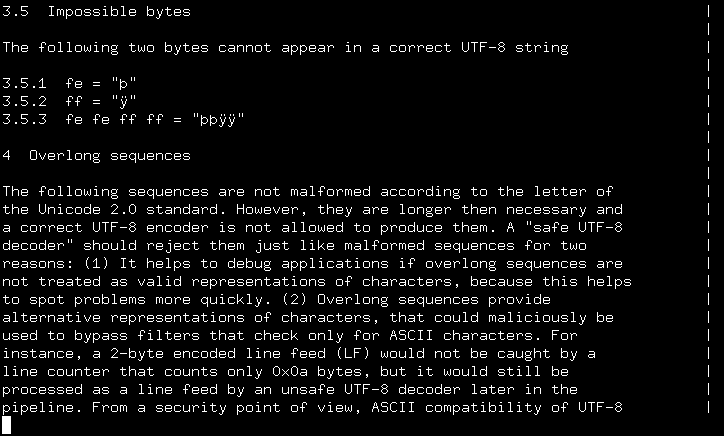 3.5  Impossible bytes                                                         |
                                                                              |
The following two bytes cannot appear in a correct UTF-8 string               |
                                                                              |
3.5.1  fe = "þ"                                                               |
3.5.2  ff = "ÿ"                                                               |
3.5.3  fe fe ff ff = "þþÿÿ"                                                   |
                                                                              |
4  Overlong sequences                                                         |
                                                                              |
The following sequences are not malformed according to the letter of          |
the Unicode 2.0 standard. However, they are longer then necessary and         |
a correct UTF-8 encoder is not allowed to produce them. A "safe UTF-8         |
decoder" should reject them just like malformed sequences for two             |
reasons: (1) It helps to debug applications if overlong sequences are         |
not treated as valid representations of characters, because this helps        |
to spot problems more quickly. (2) Overlong sequences provide                 |
alternative representations of characters, that could maliciously be          |
used to bypass filters that check only for ASCII characters. For              |
instance, a 2-byte encoded line feed (LF) would not be caught by a            |
line counter that counts only 0x0a bytes, but it would still be               |
processed as a line feed by an unsafe UTF-8 decoder later in the              |
pipeline. From a security point of view, ASCII compatibility of UTF-8         |